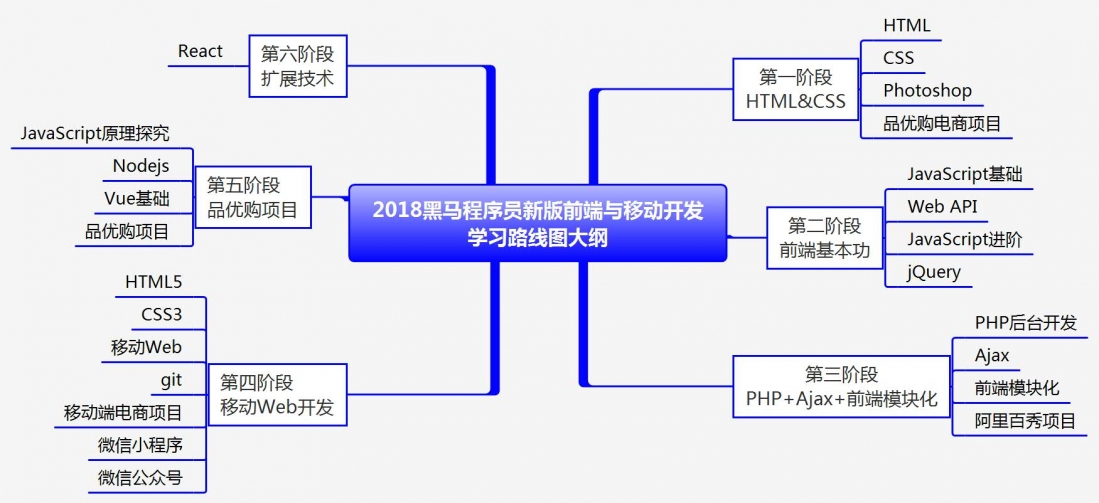 2018黑马程序员新版前端与移动开发
学习路线图大纲
第一阶段
HTML&CSS
HTML
CSS
Photoshop
品优购电商项目
第二阶段
前端基本功
JavaScript基础
Web API
JavaScript进阶
jQuery
第三阶段
PHP+Ajax+前端模块化
PHP后台开发
Ajax
前端模块化
阿里百秀项目
第四阶段
移动Web开发
HTML5
CSS3
移动Web
git
移动端电商项目
微信小程序
微信公众号
第五阶段
品优购项目
JavaScript原理探究
Nodejs
Vue基础
品优购项目
第六阶段
扩展技术
React